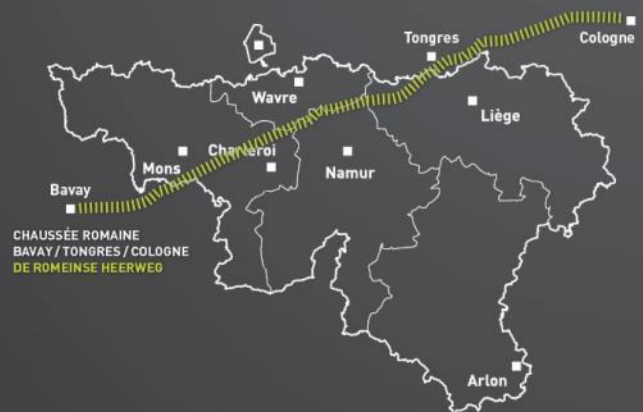 Tongres
Cologne
Wavre
Liège
Charleroi
Mons
Namur
Bavay
CHAUSSÉE ROMAINE
BAVAY / TONGRES / COLOGNE
DE ROMEINSE HEERWEG
Arlon